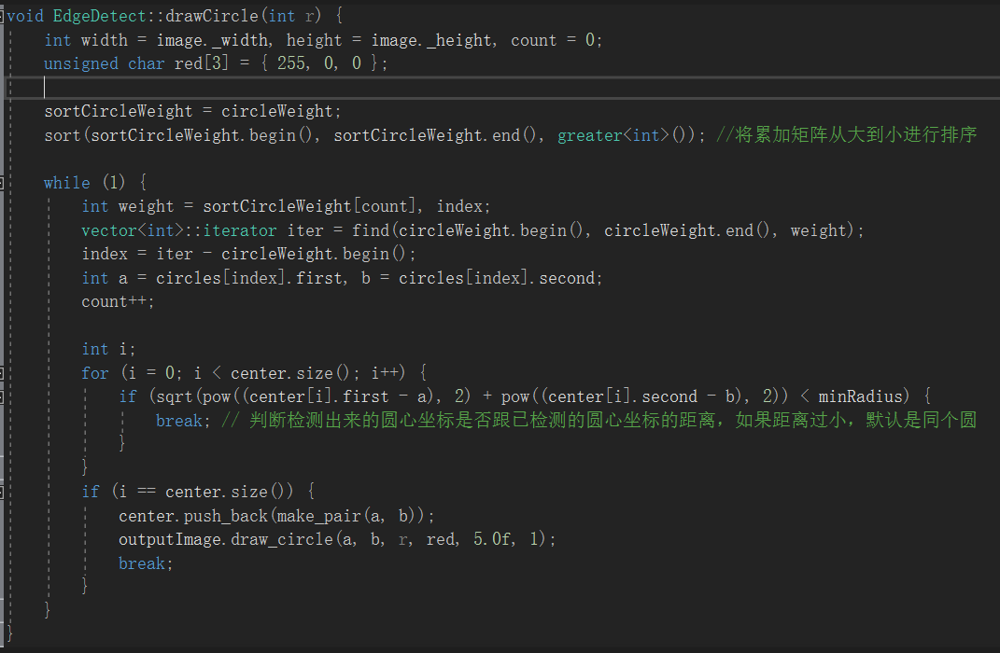 void EdgeDetect::drawCircle(int r) {
    int width = image._width, height = image._height, count = 0;
    unsigned char red[3] = { 255, 0, 0 };

    sortCircleWeight = circleWeight;
    sort(sortCircleWeight.begin(), sortCircleWeight.end(), greater<int>()); //将累加矩阵从大到小进行排序

    while (1) {
        int weight = sortCircleWeight[count], index;
        vector<int>::iterator iter = find(circleWeight.begin(), circleWeight.end(), weight);
        index = iter - circleWeight.begin();
        int a = circles[index].first, b = circles[index].second;
        count++;

        int i;
        for (i = 0; i < center.size(); i++) {
            if (sqrt(pow((center[i].first - a), 2) + pow((center[i].second - b), 2)) < minRadius) {
                break; // 判断检测出来的圆心坐标是否跟已检测的圆心坐标的距离，如果距离过小，默认是同个圆
            }
        }
        if (i == center.size()) {
            center.push_back(make_pair(a, b));
            outputImage.draw_circle(a, b, r, red, 5.0f, 1);
            break;
        }
    }
}